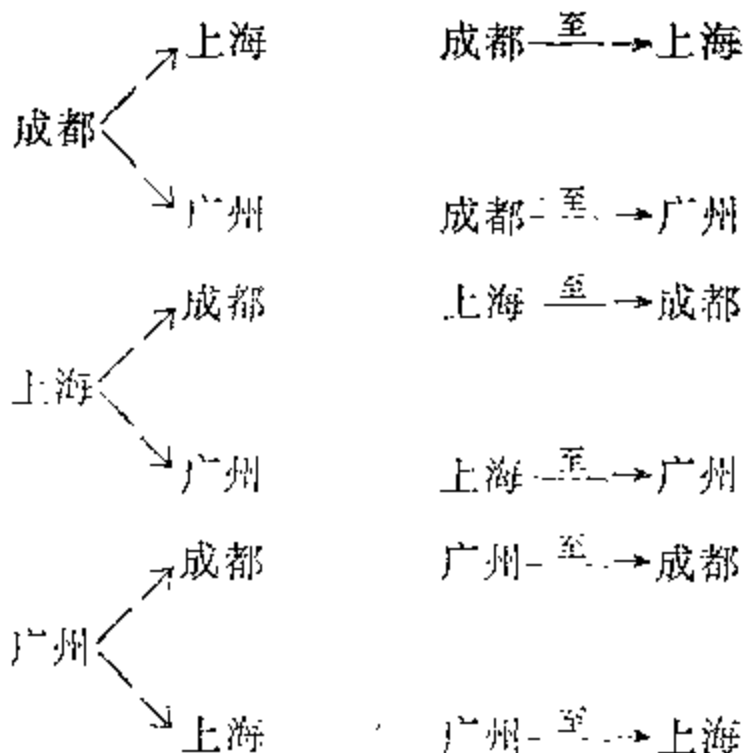 上海 成都 至 上海
成都
广州 成都 至 广州
成都 上海 至 成都
上海
广州 上海 至 广州
成都 广州 至 成都
广州
上海 广州 至 上海